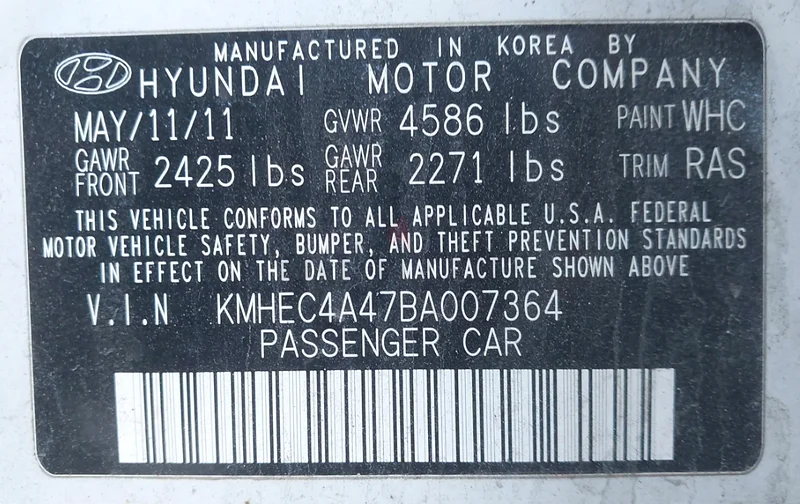 MANUFACTURED IN KOREA BY
HYUNDAI MOTOR COMPANY
MAY/11/11 GVWR 4586 lbs PAINT WHC
GAWR FRONT 2425 lbs GAWR REAR 2271 lbs TRIM RAS
THIS VEHICLE CONFORMS TO ALL APPLICABLE U.S.A. FEDERAL
MOTOR VEHICLE SAFETY, BUMPER, AND THEFT PREVENTION STANDARDS
IN EFFECT ON THE DATE OF MANUFACTURE SHOWN ABOVE
V.I.N KMHEC4A47BA007364
PASSENGER CAR